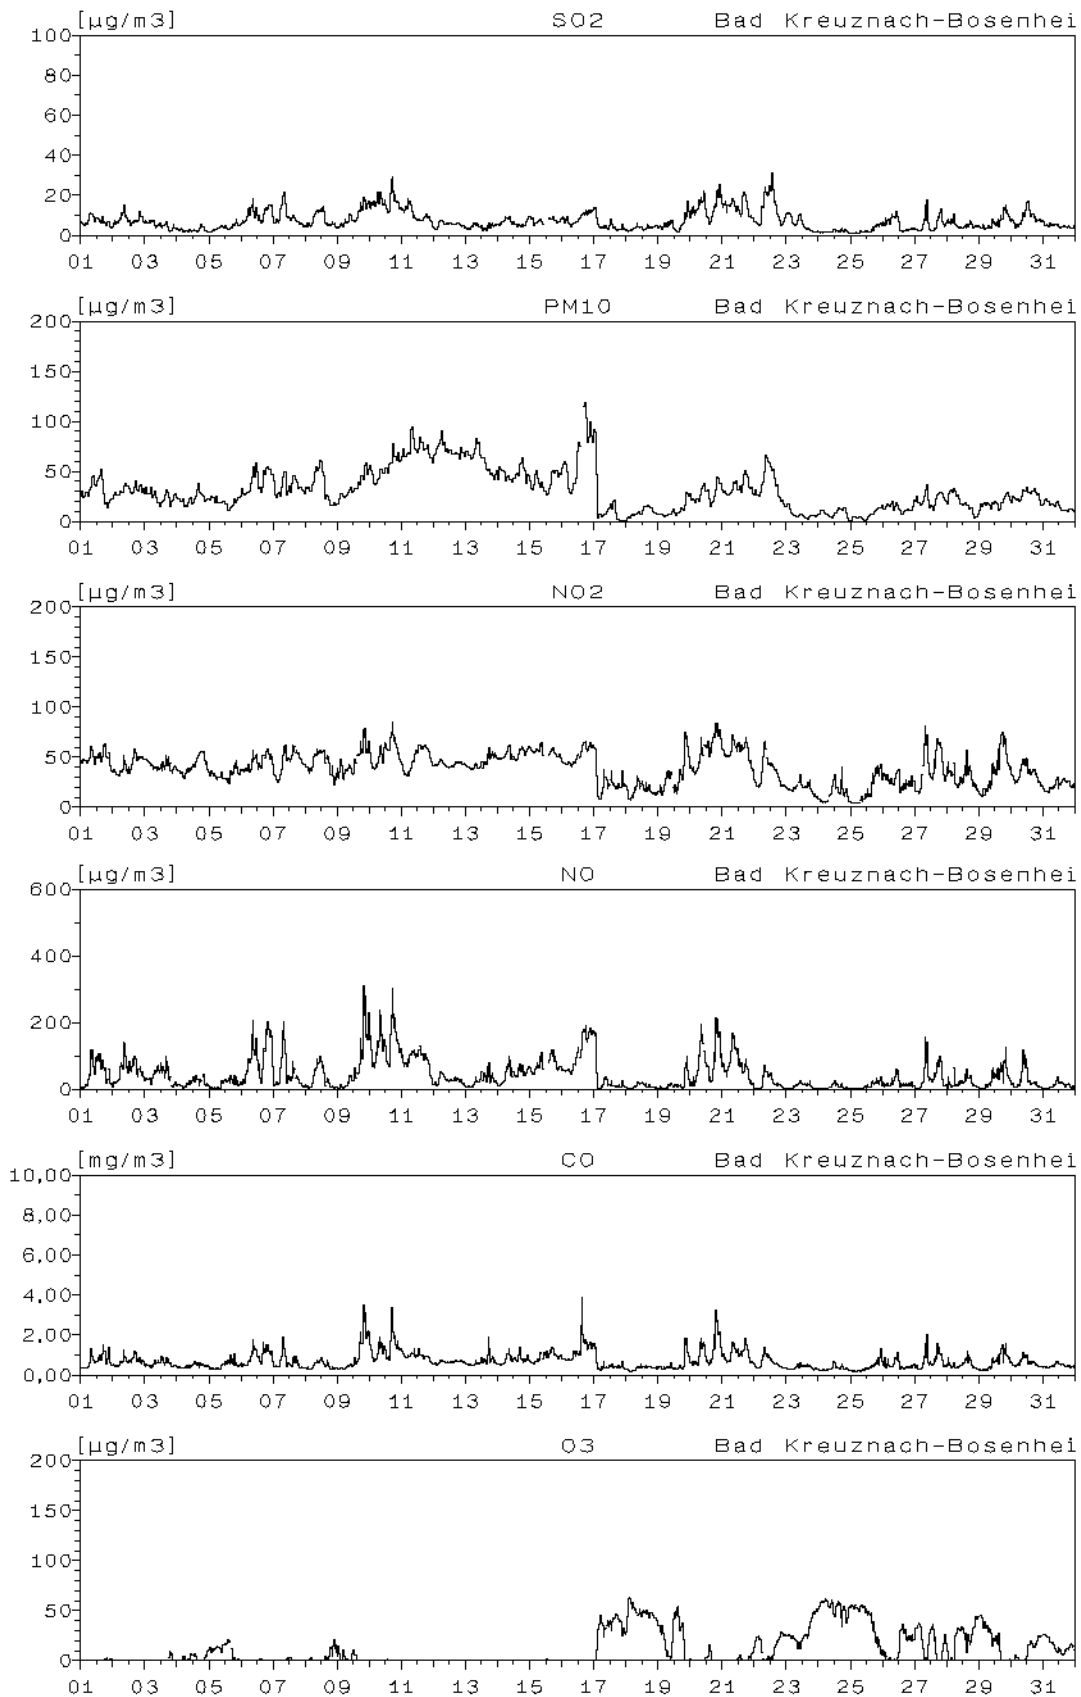 [µg/m3] SO2 Bad Kreuznach-Bosenhei
100
80
60
40
20
0
01 03 05 07 09 11 13 15 17 19 21 23 25 27 29 31
[µg/m3] PM10 Bad Kreuznach-Bosenhei
200
150
100
50
0
01 03 05 07 09 11 13 15 17 19 21 23 25 27 29 31
[µg/m3] NO2 Bad Kreuznach-Bosenhei
200
150
100
50
0
01 03 05 07 09 11 13 15 17 19 21 23 25 27 29 31
[µg/m3] NO Bad Kreuznach-Bosenhei
600
400
200
0
01 03 05 07 09 11 13 15 17 19 21 23 25 27 29 31
[mg/m3] CO Bad Kreuznach-Bosenhei
10,00
8,00
6,00
4,00
2,00
0,00
01 03 05 07 09 11 13 15 17 19 21 23 25 27 29 31
[µg/m3] O3 Bad Kreuznach-Bosenhei
200
150
100
50
0
01 03 05 07 09 11 13 15 17 19 21 23 25 27 29 31